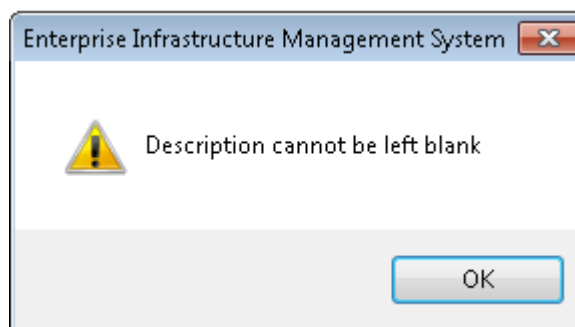 Enterprise Infrastructure Management System
Description cannot be left blank
OK